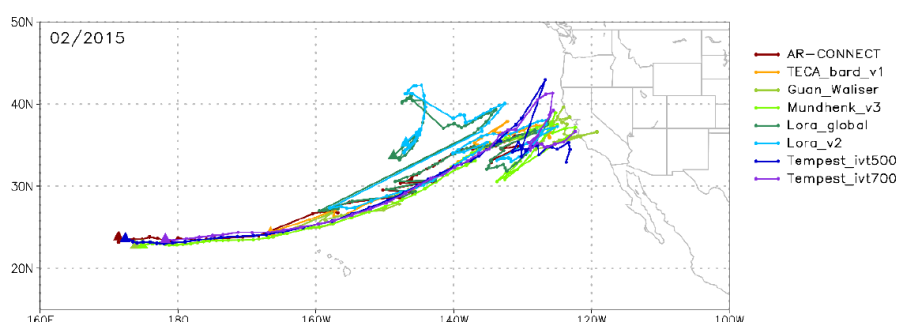 50N
02/2015
40N
30N
20N
160E
180
160W
140W
120W
100W
AR-CONNECT
TECA_bard_v1
Guan_Waliser
Mundhenk_v3
Lora_global
Lora_v2
Tempest_ivt500
Tempest_ivt700